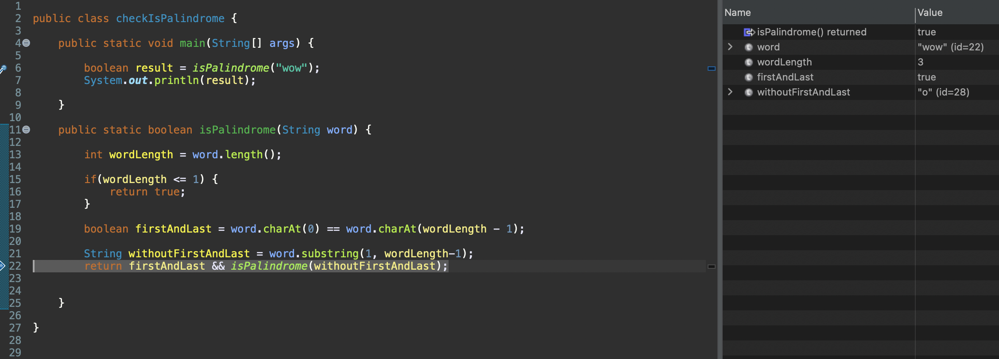 1
2 public class checkIsPalindrome {
3
4 public static void main(String[] args) {
5
6 boolean result = isPalindrome("wow");
7 System.out.println(result);
8
9 }
10
11 public static boolean isPalindrome(String word) {
12
13 int wordLength = word.length();
14
15 if(wordLength <= 1) {
16 return true;
17 }
18
19 boolean firstAndLast = word.charAt(0) == word.charAt(wordLength - 1);
20
21 String withoutFirstAndLast = word.substring(1, wordLength-1);
22 return firstAndLast && isPalindrome(withoutFirstAndLast);
23
24
25 }
26
27 }
28
29
Name Value
isPalindrome() returned true
word "wow" (id=22)
wordLength 3
firstAndLast true
withoutFirstAndLast "o" (id=28)